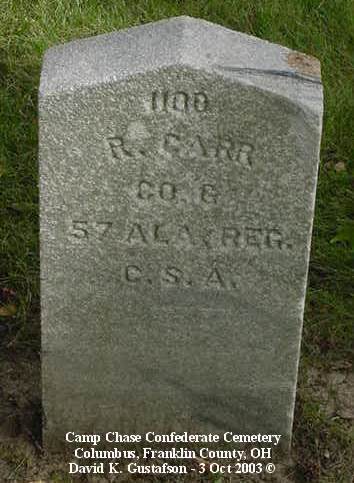 1100
R. CARR
CO. G
57 ALA. REG.
C. S. A.
Camp Chase Confederate Cemetery
Columbus, Franklin County, OH
David K. Gustafson - 3 Oct 2003 ©